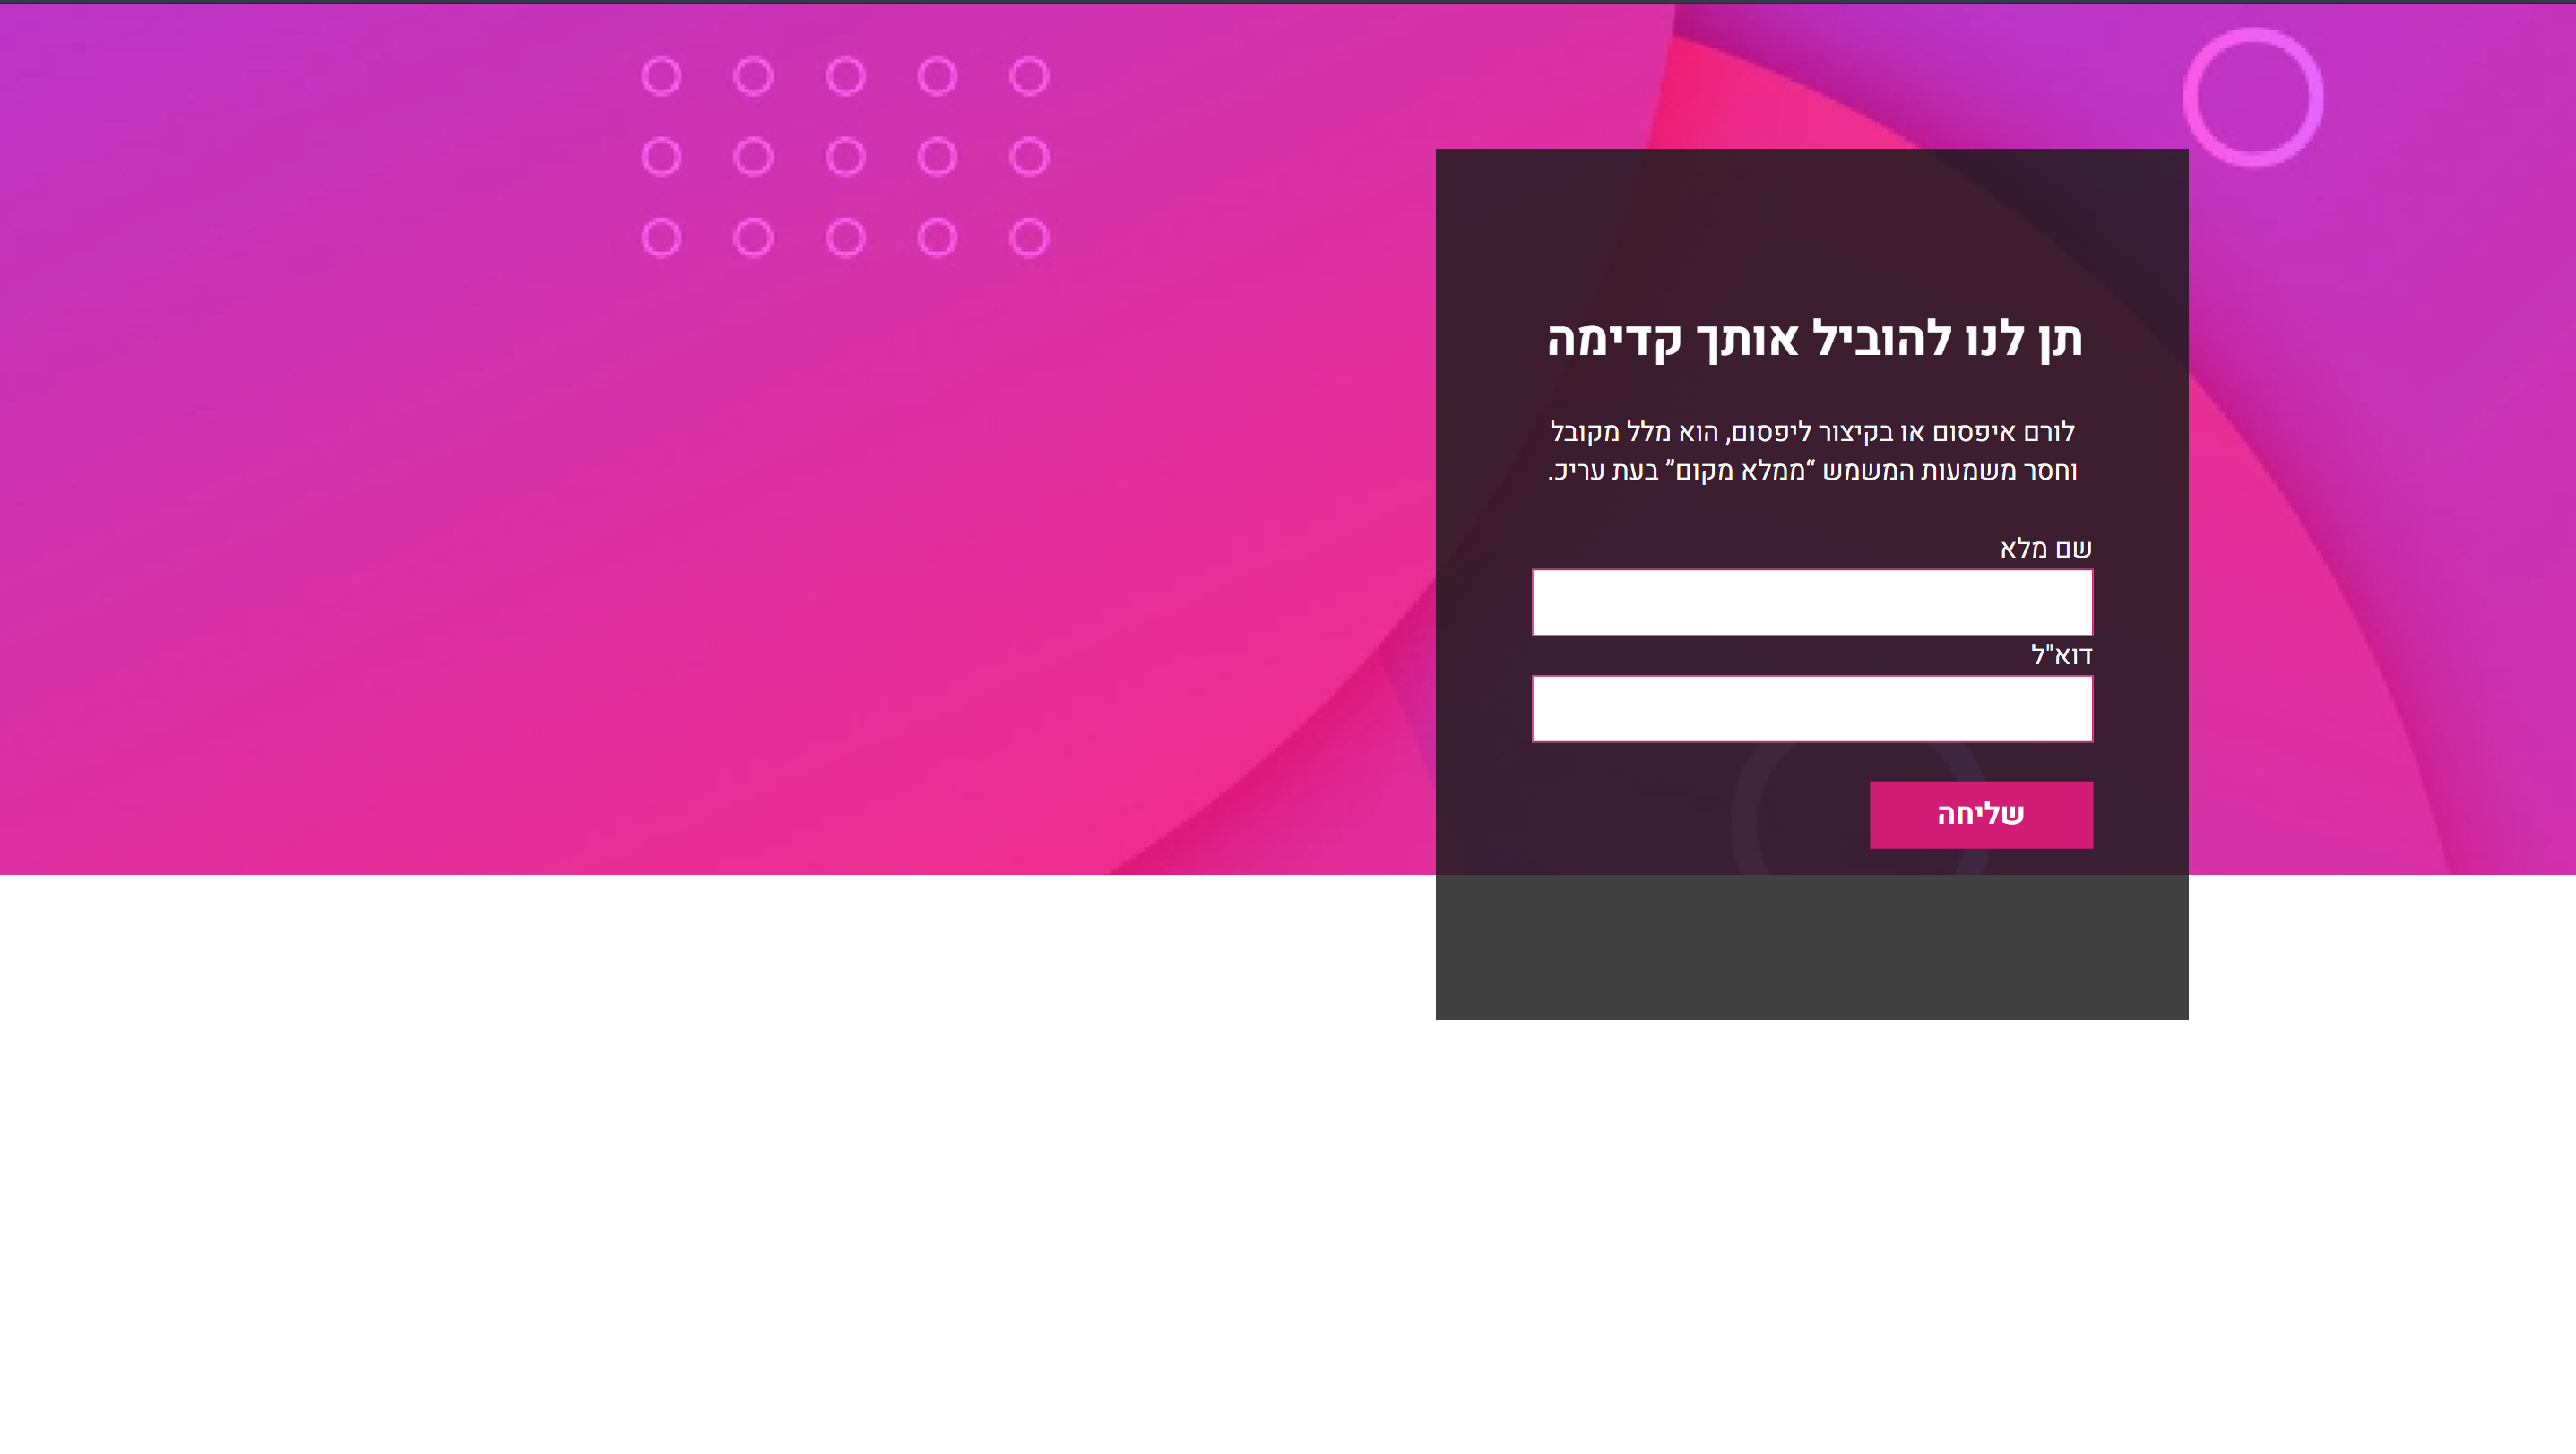 תן לנו להוביל אותך קדימה
לורם איפסום או בקיצור ליפסום, הוא מלל מקובל
וחסר משמעות המשמש “ממלא מקום” בעת עריכ.
שם מלא
דוא"ל
שליחה